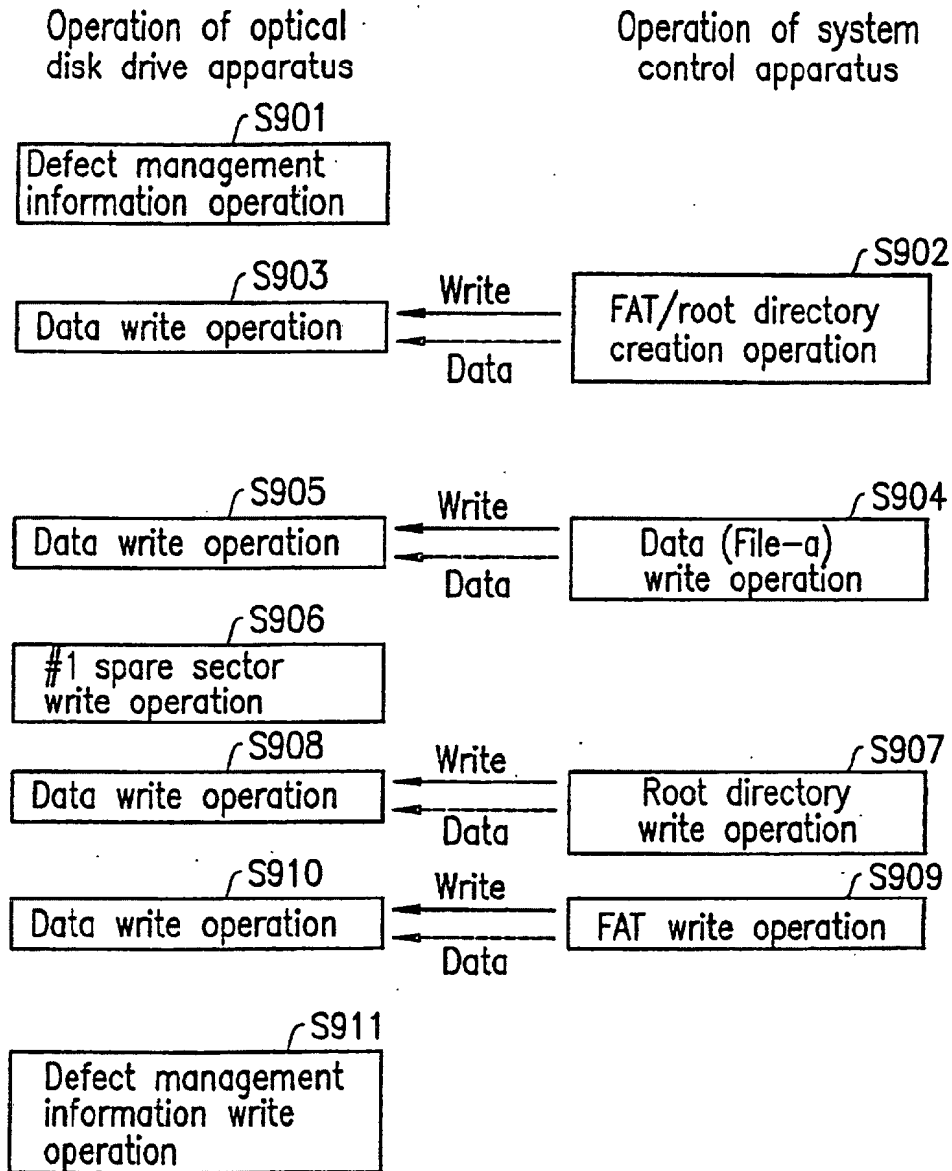 Operation of optical
disk drive apparatus
Operation of system
control apparatus
S901
Defect management
information operation
S902
FAT/root directory
creation operation
S903
Data write operation
Write
Data
S904
Data (File-a)
write operation
S905
Data write operation
Write
Data
S906
#1 spare sector
write operation
S907
Root directory
write operation
S908
Data write operation
Write
Data
S909
FAT write operation
S910
Data write operation
Write
Data
S911
Defect management
information write
operation